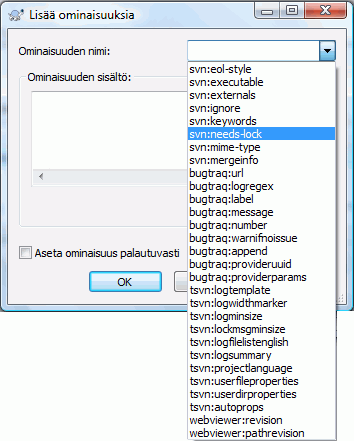 Lisää ominaisuuksia
Ominaisuuden nimi:
Ominaisuuden sisältö:
svn:eol-style
svn:executable
svn:externals
svn:ignore
svn:keywords
svn:needs-lock
svn:mime-type
svn:mergeinfo
bugtraq:url
bugtraq:logregex
bugtraq:label
bugtraq:message
bugtraq:number
bugtraq:warnifnoissue
bugtraq:append
bugtraq:provideruuid
bugtraq:providerparams
tsvn:logtemplate
tsvn:logwidthmarker
tsvn:logminsize
tsvn:lockmsgminsize
tsvn:logfilelistenglish
tsvn:logsummary
tsvn:projectlanguage
tsvn:userfileproperties
tsvn:userdirproperties
tsvn:autoprops
webviewer:revision
webviewer:pathrevision
Aseta ominaisuus palautuvasti
OK